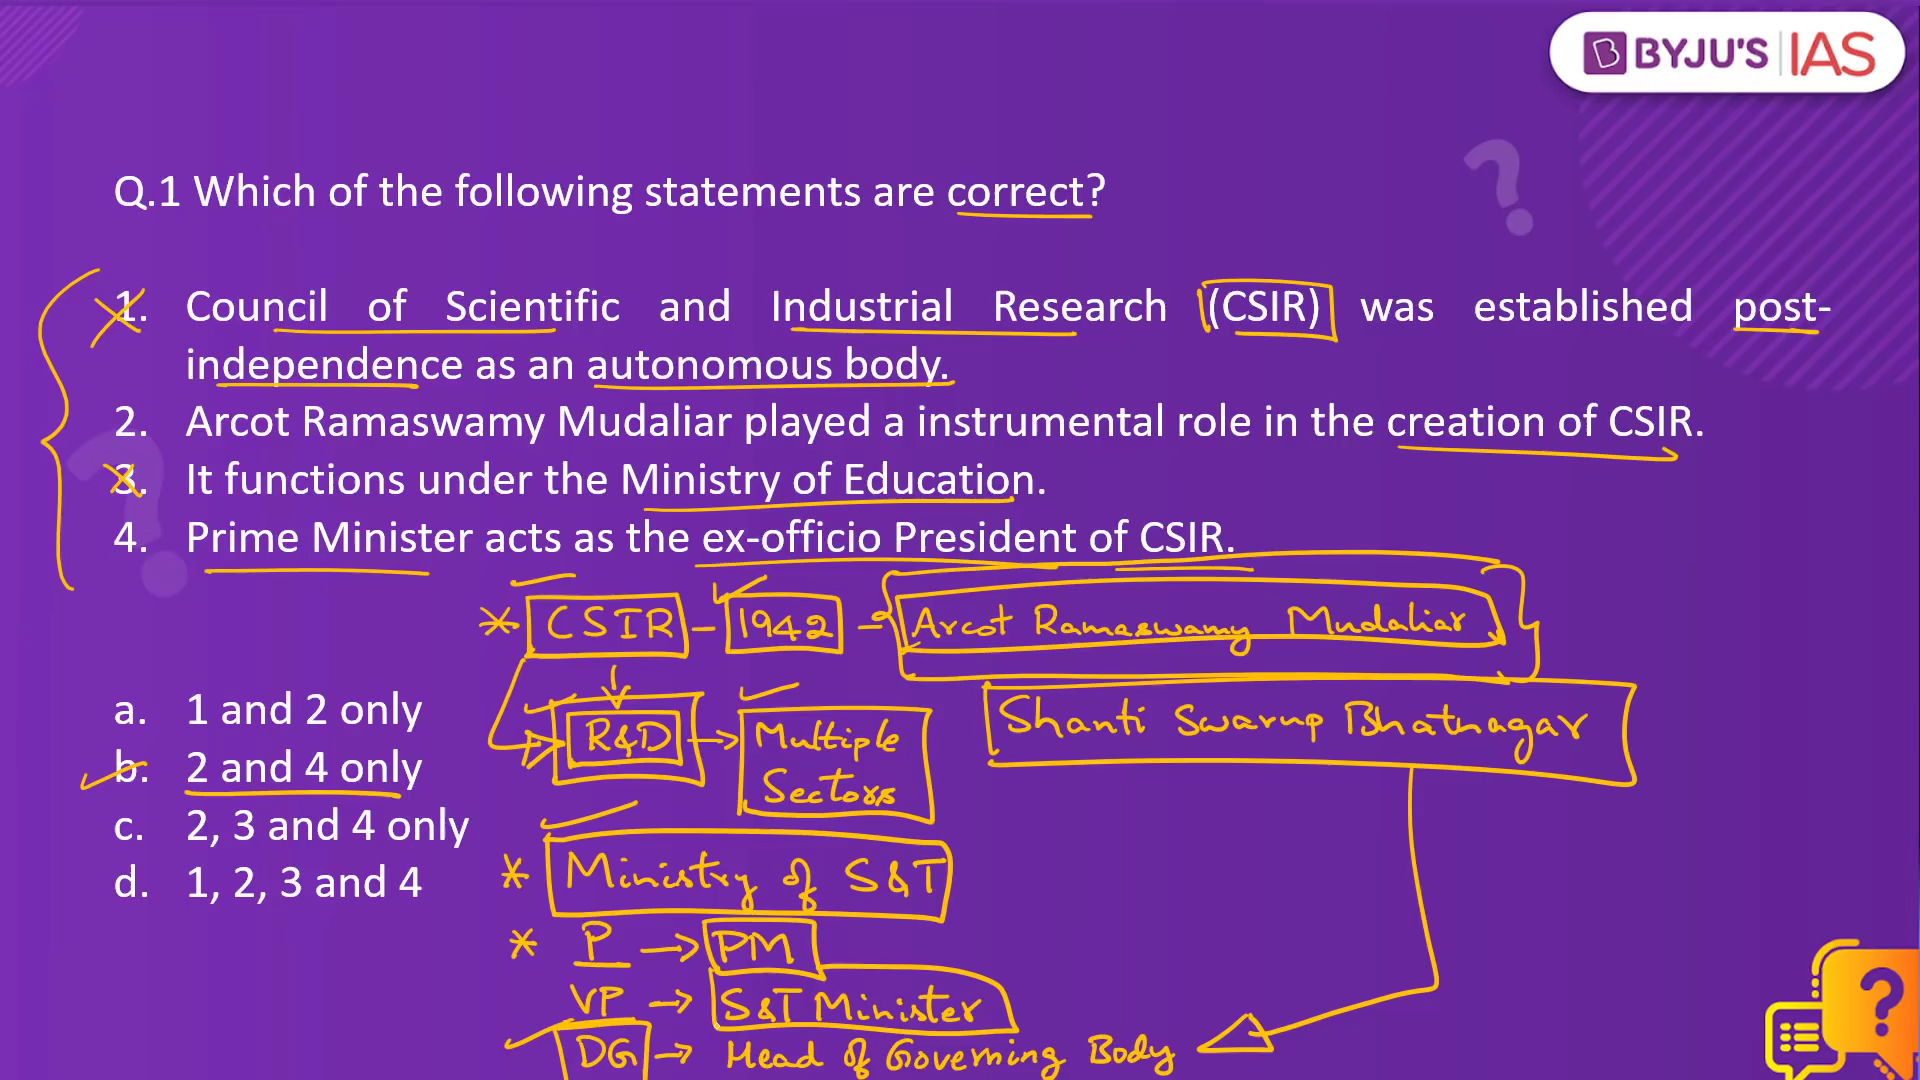 BYJU'S IAS
Q.1 Which of the following statements are correct?
1. Council of Scientific and Industrial Research (CSIR) was established post-
independence as an autonomous body.
2. Arcot Ramaswamy Mudaliar played a instrumental role in the creation of CSIR.
3. It functions under the Ministry of Education.
4. Prime Minister acts as the ex-officio President of CSIR.
* CSIR - 1942 - Arcot Ramaswamy Mudaliar
a. 1 and 2 only
R&D → Multiple
Sectors
Shanti Swarup Bhatnagar
b. 2 and 4 only
c. 2, 3 and 4 only
d. 1, 2, 3 and 4
* Ministry of S&T
* P → PM
VP → S&T Minister
DG → Head of Governing Body